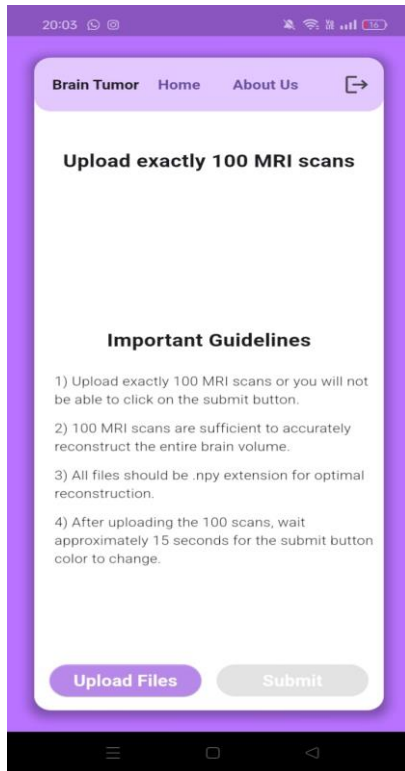 20:03
16
Brain Tumor Home About Us
Upload exactly 100 MRI scans
Important Guidelines
1) Upload exactly 100 MRI scans or you will not
be able to click on the submit button.
2) 100 MRI scans are sufficient to accurately
reconstruct the entire brain volume.
3) All files should be .npy extension for optimal
reconstruction.
4) After uploading the 100 scans, wait
approximately 15 seconds for the submit button
color to change.
Upload Files Submit